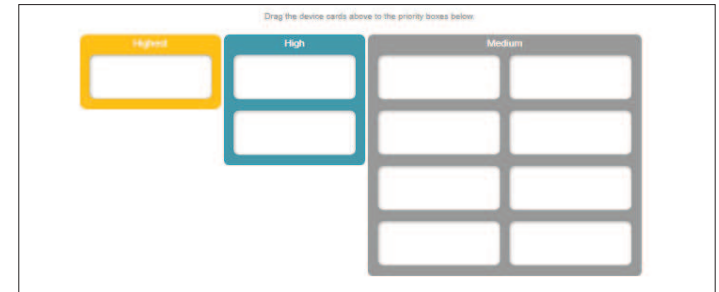 Drag the device cards above to the priority boxes below
Highest
High
Medium